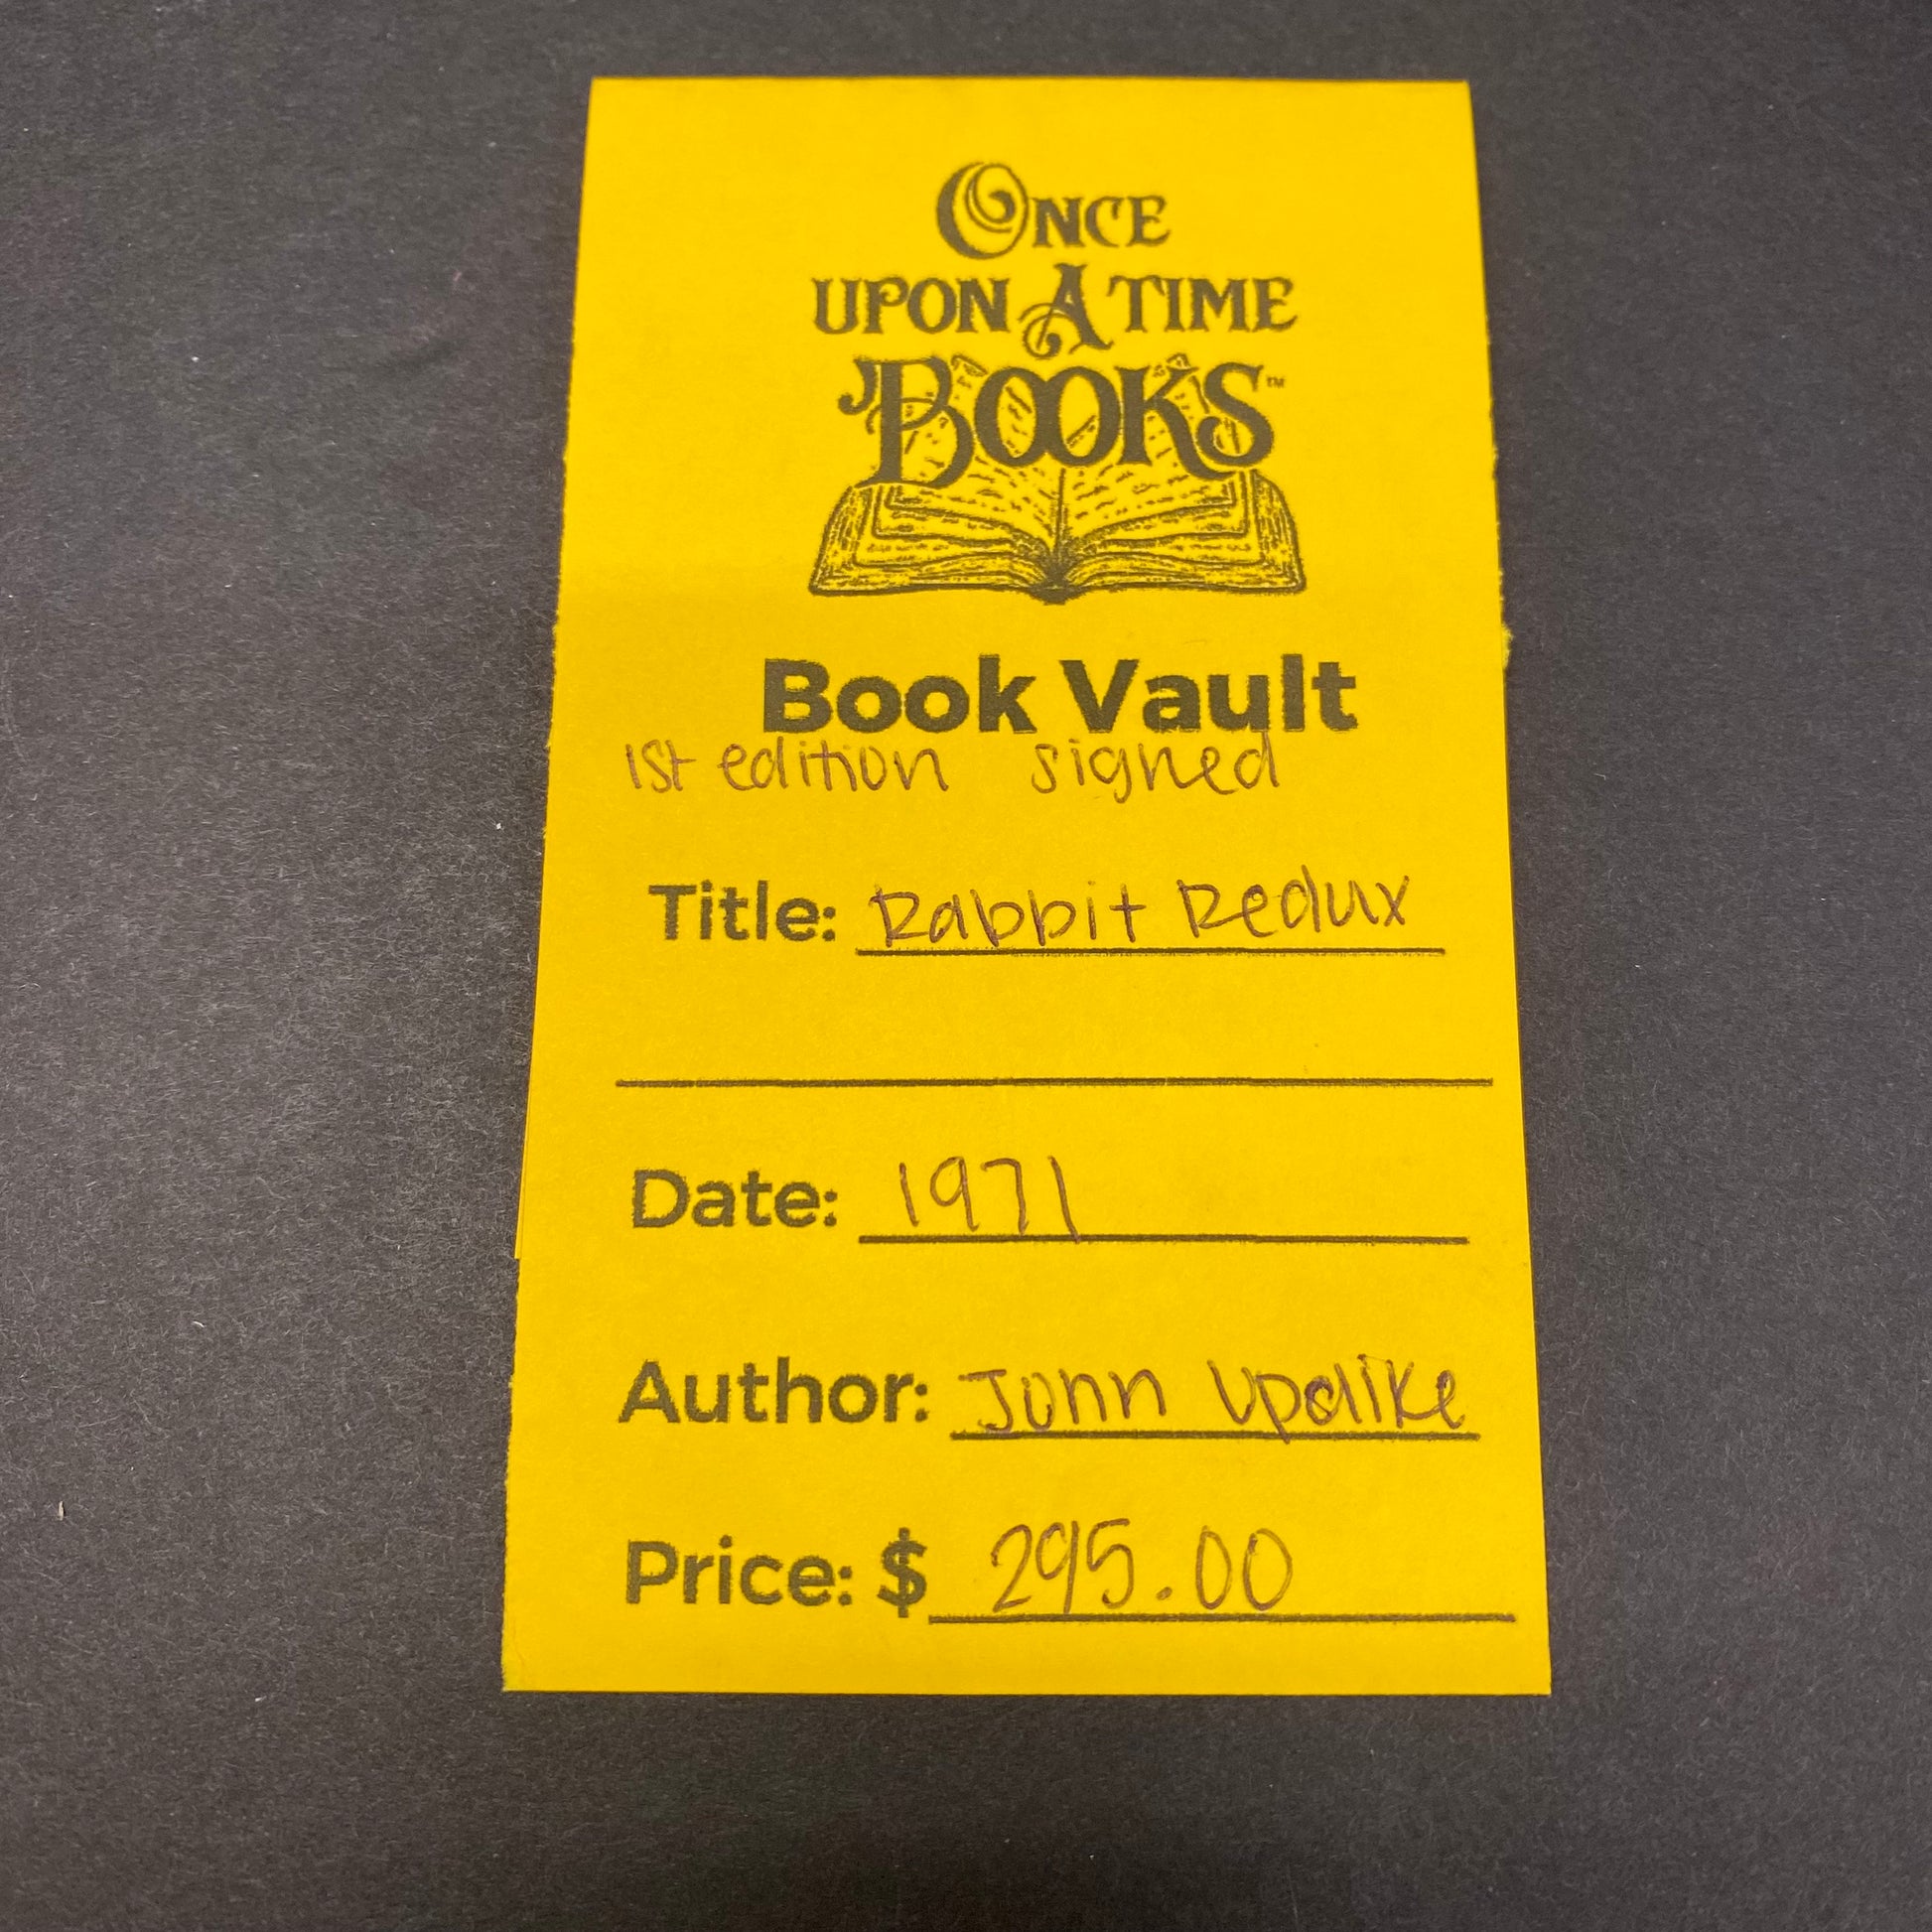 ONCE
UPON A TIME
BOOKS™
Book Vault
1st edition signed
Title: Rabbit Redux
Date: 1971
Author: John Updike
Price: $ 295.00